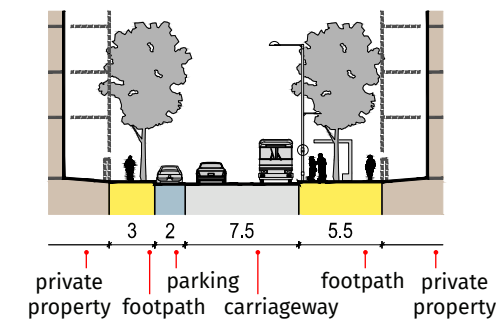 3 2 7.5 5.5
private property
footpath
parking
carriageway
footpath
private property